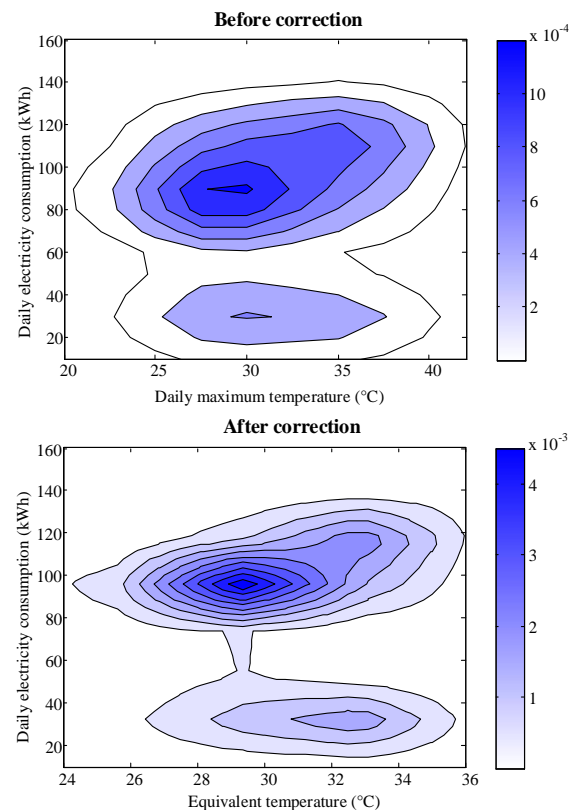 Before correction
x 10-4
160
140
120
100
80
60
40
20
Daily electricity consumption (kWh)
20 25 30 35 40
Daily maximum temperature (°C)
10
8
6
4
2
After correction
x 10-3
160
140
120
100
80
60
40
20
Daily electricity consumption (kWh)
24 26 28 30 32 34 36
Equivalent temperature (°C)
4
3
2
1